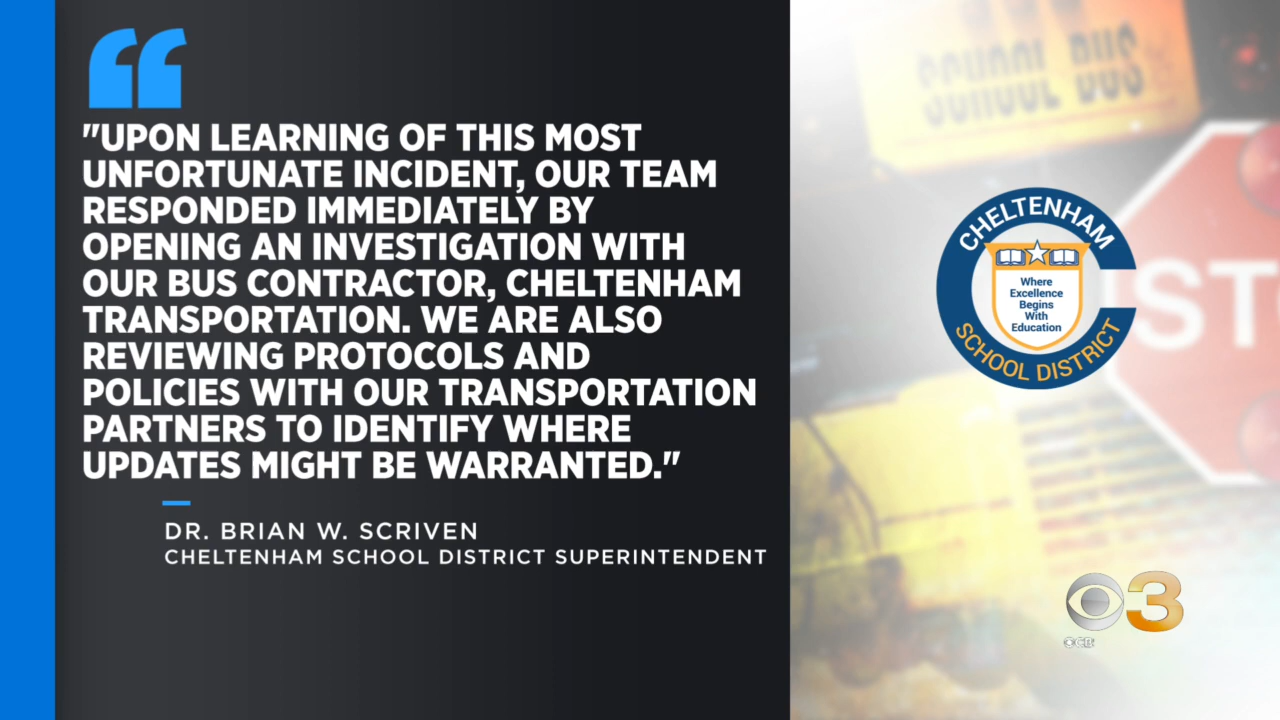 "UPON LEARNING OF THIS MOST
UNFORTUNATE INCIDENT, OUR TEAM
RESPONDED IMMEDIATELY BY
OPENING AN INVESTIGATION WITH
OUR BUS CONTRACTOR, CHELTENHAM
TRANSPORTATION. WE ARE ALSO
REVIEWING PROTOCOLS AND
POLICIES WITH OUR TRANSPORTATION
PARTNERS TO IDENTIFY WHERE
UPDATES MIGHT BE WARRANTED."
DR. BRIAN W. SCRIVEN
CHELTENHAM SCHOOL DISTRICT SUPERINTENDENT
SCHOOL BUS
CHELTENHAM
Where
Excellence
Begins
With
Education
SCHOOL DISTRICT
ST
3